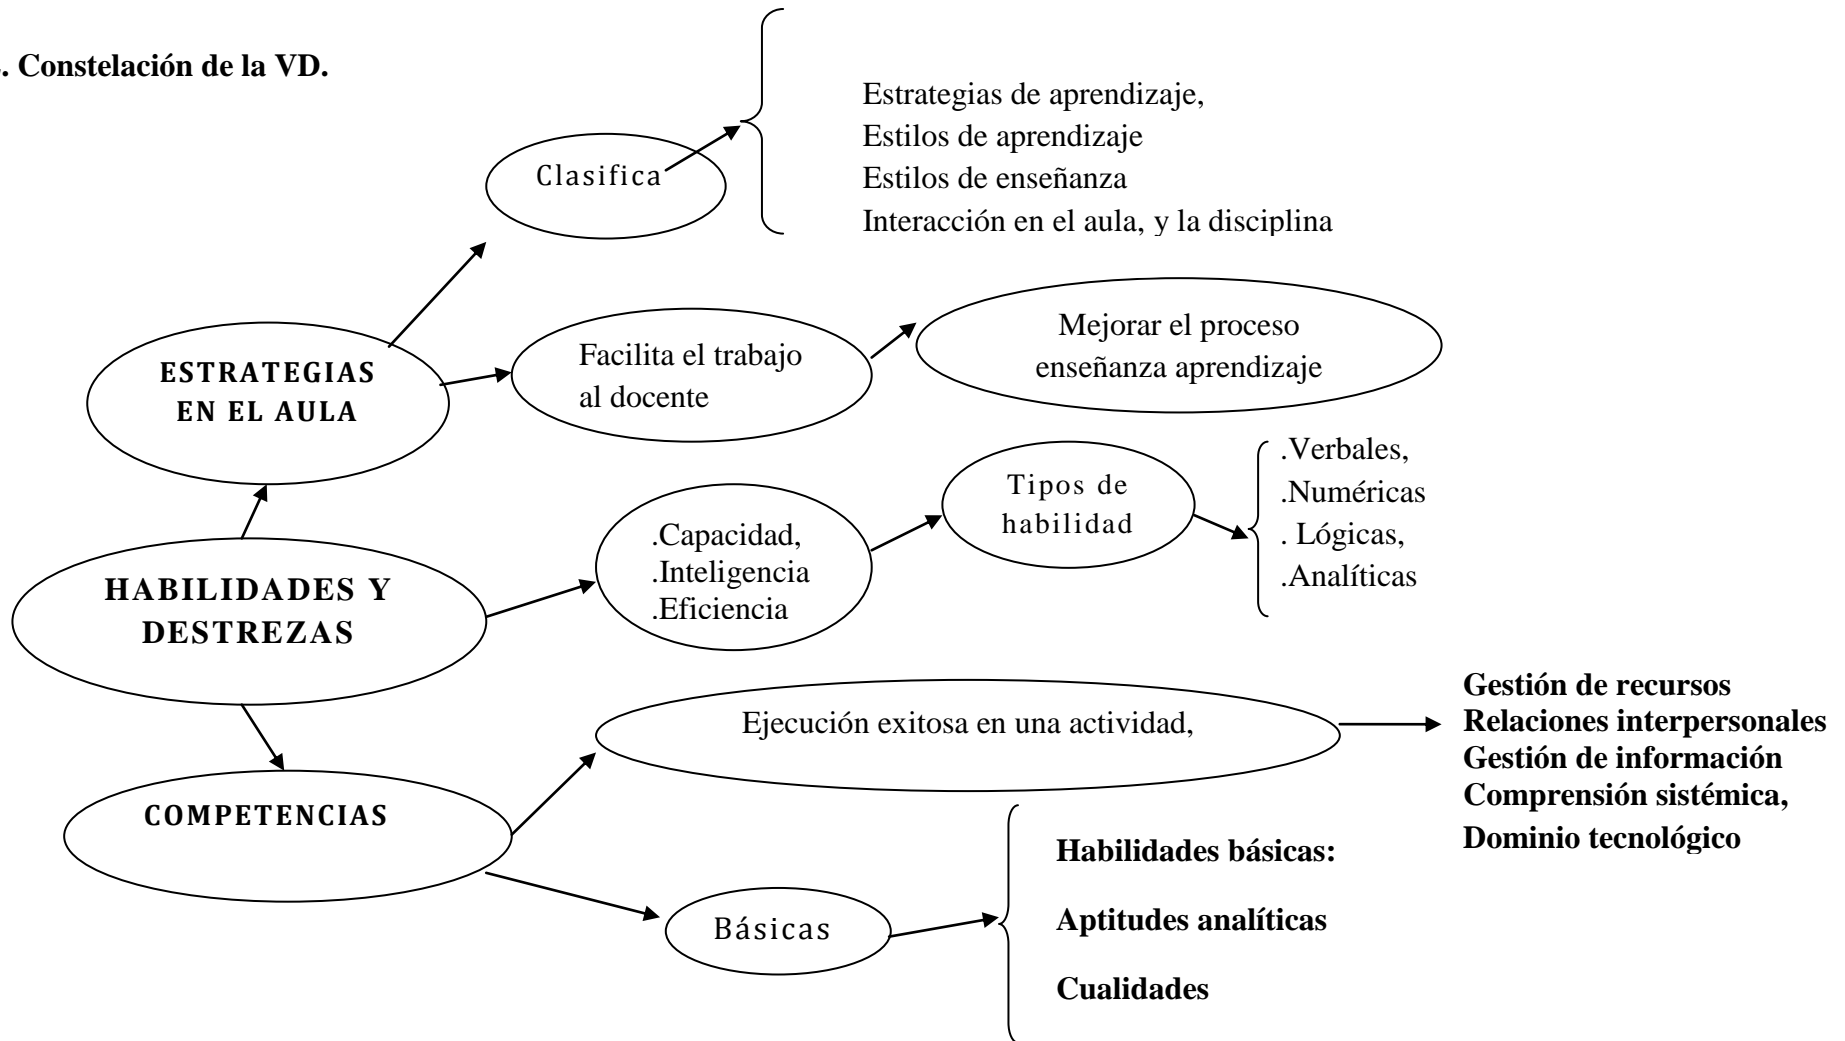 . Constelación de la VD.
Clasifica
Estrategias de aprendizaje,
Estilos de aprendizaje
Estilos de enseñanza
Interacción en el aula, y la disciplina
ESTRATEGIAS
EN EL AULA
Facilita el trabajo
al docente
Mejorar el proceso
enseñanza aprendizaje
HABILIDADES Y
DESTREZAS
.Capacidad,
.Inteligencia
.Eficiencia
Tipos de
habilidad
.Verbales,
.Numéricas
. Lógicas,
.Analíticas
COMPETENCIAS
Ejecución exitosa en una actividad,
Gestión de recursos
Relaciones interpersonales
Gestión de información
Comprensión sistémica,
Dominio tecnológico
Básicas
Habilidades básicas:
Aptitudes analíticas
Cualidades